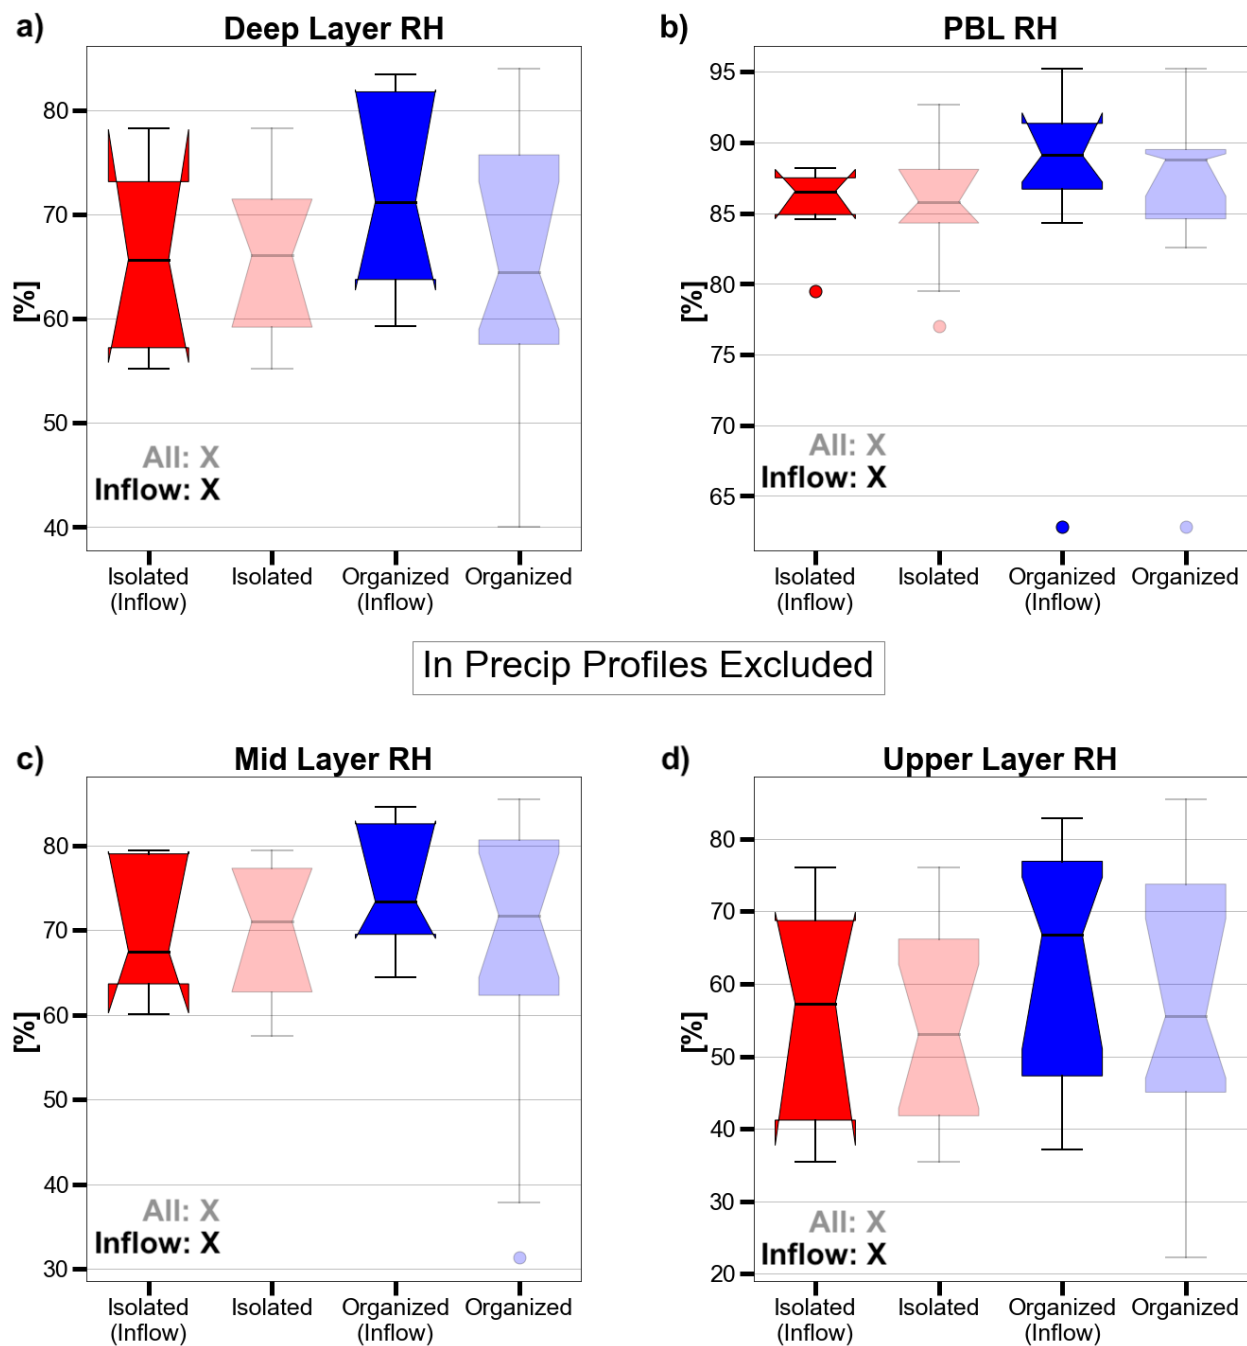 a)
Deep Layer RH
80
70
60
50
40
[%]
All: X
Inflow: X
Isolated
(Inflow)
Isolated
Organized
(Inflow)
Organized
b)
PBL RH
95
90
85
80
75
70
65
[%]
All: X
Inflow: X
Isolated
(Inflow)
Isolated
Organized
(Inflow)
Organized
In Precip Profiles Excluded
c)
Mid Layer RH
80
70
60
50
40
30
[%]
All: X
Inflow: X
Isolated
(Inflow)
Isolated
Organized
(Inflow)
Organized
d)
Upper Layer RH
80
70
60
50
40
30
20
[%]
All: X
Inflow: X
Isolated
(Inflow)
Isolated
Organized
(Inflow)
Organized